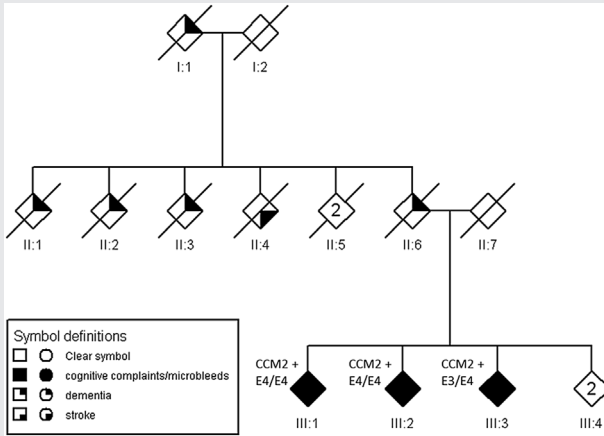 I:1 I:2
2
II:1 II:2 II:3 II:4 II:5 II:6 II:7
Symbol definitions
Clear symbol
cognitive complaints/microbleeds
dementia
stroke
CCM2 + CCM2 + CCM2 +
E4/E4 E4/E4 E3/E4
2
III:1 III:2 III:3 III:4